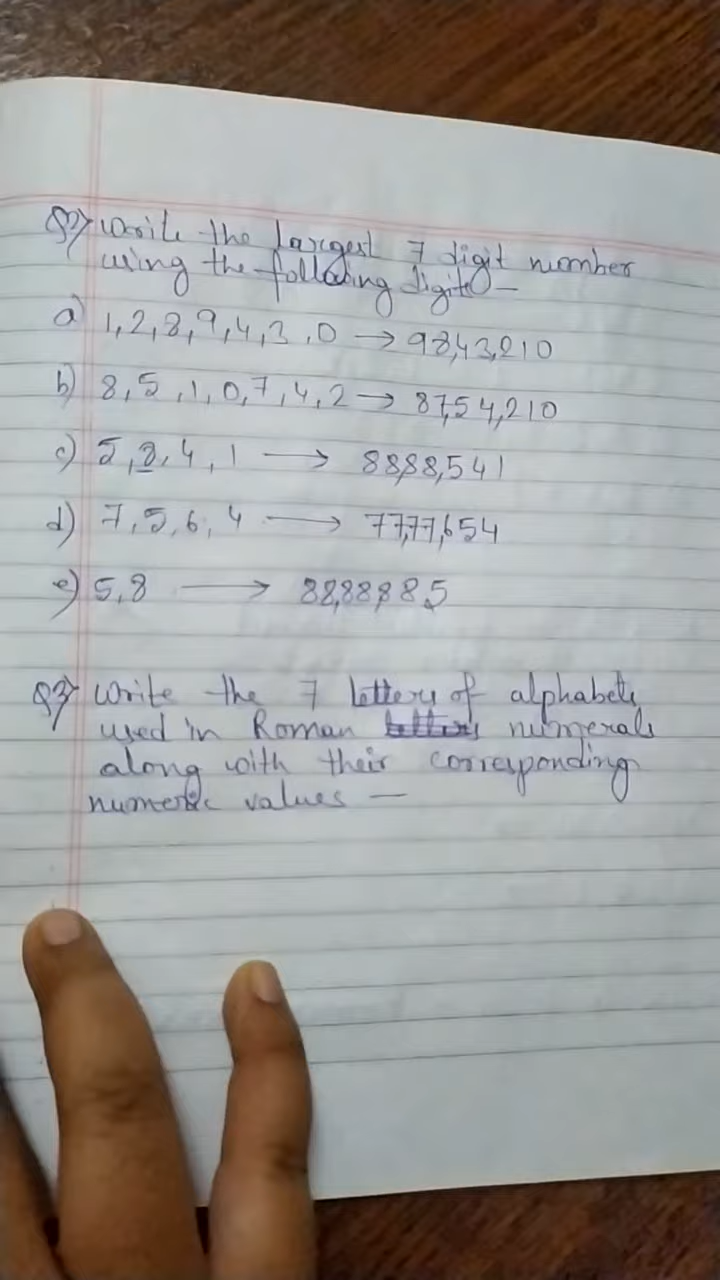 Q2) Write the largest 7 digit number
using the following digits -
a) 1,2,8,9,4,3,0 → 98,43,210
b) 8,5,1,0,7,4,2 → 87,54,210
c) 5,8,4,1 → 88,88,541
d) 7,5,6,4 → 77,77,654
e) 5,8 → 88,88,885
Q3) Write the 7 letters of alphabets
used in Roman letters numerals
along with their corresponding
numeric values —